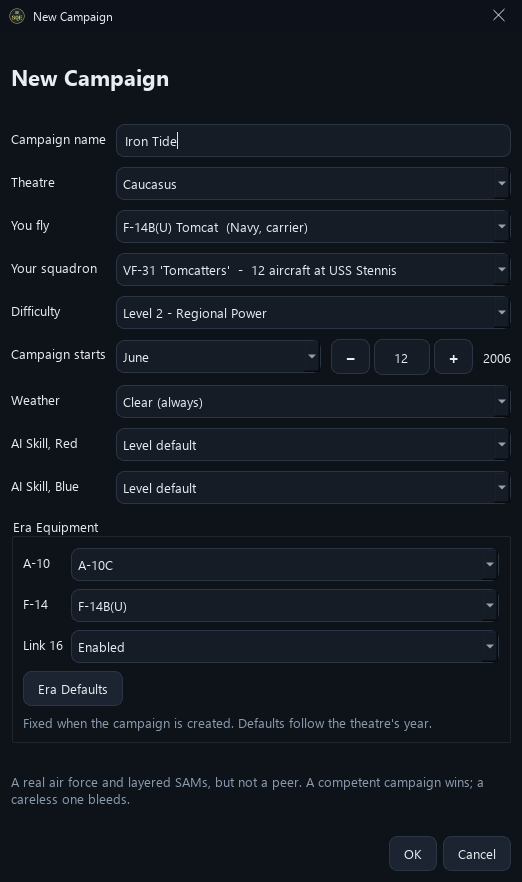 New Campaign
New Campaign
Campaign name Iron Tide
Theatre Caucasus
You fly F-14B(U) Tomcat (Navy, carrier)
Your squadron VF-31 'Tomcatters' - 12 aircraft at USS Stennis
Difficulty Level 2 - Regional Power
Campaign starts June − 12 + 2006
Weather Clear (always)
AI Skill, Red Level default
AI Skill, Blue Level default
Era Equipment
A-10 A-10C
F-14 F-14B(U)
Link 16 Enabled
Era Defaults
Fixed when the campaign is created. Defaults follow the theatre's year.
A real air force and layered SAMs, but not a peer. A competent campaign wins; a
careless one bleeds.
OK Cancel